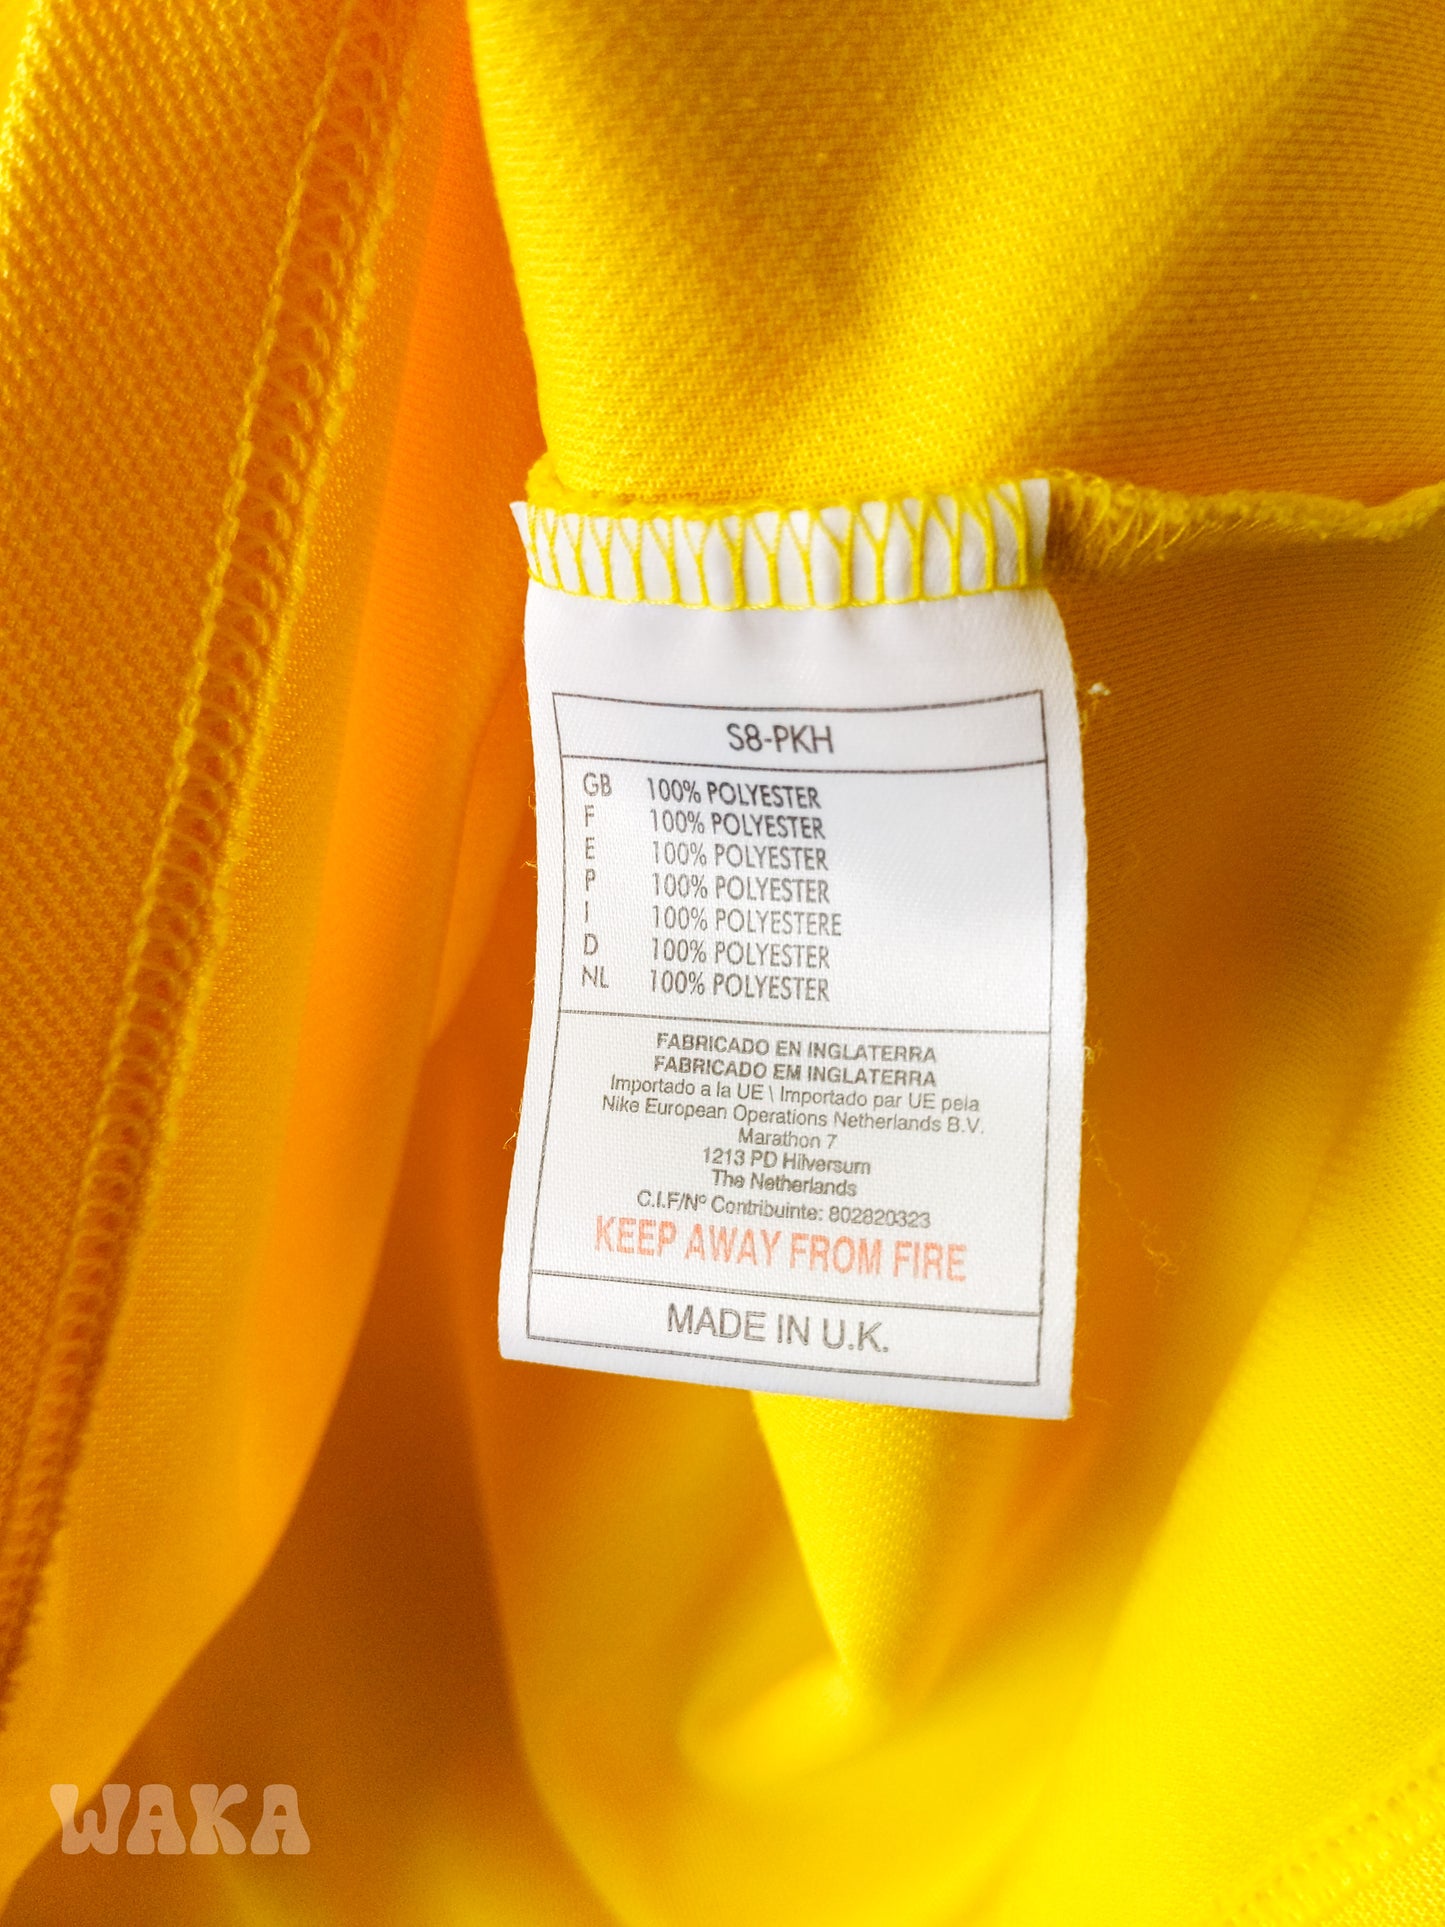 S8-PKH
GB 100% POLYESTER
F 100% POLYESTER
E 100% POLYESTER
P 100% POLYESTER
I 100% POLYESTERE
D 100% POLYESTER
NL 100% POLYESTER
FABRICADO EN INGLATERRA
FABRICADO EM INGLATERRA
Importado a la UE \ Importado par UE pela
Nike European Operations Netherlands B.V.
Marathon 7
1213 PD Hilversum
The Netherlands
C.I.F/Nº Contribuinte: 802820323
KEEP AWAY FROM FIRE
MADE IN U.K.
WAKA